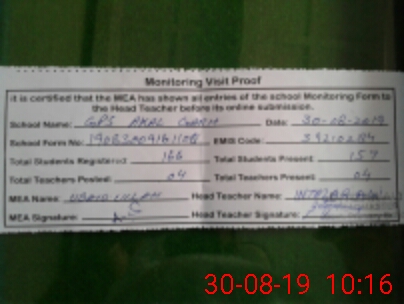 Monitoring Visit Proof
It is certified that the MEA has shown all entries of the school Monitoring Form to
the Head Teacher before its online submission.
School Name: GPS AKAL GARH Date: 30-08-2019
School Form No: EMIS Code:
Total Students Registered: 166 Total Students Present: 157
Total Teachers Posted: 04 Total Teachers Present: 04
MEA Name: UBAID ULLAH Head Teacher Name:
MEA Signature: Head Teacher Signature:
30-08-19 10:16